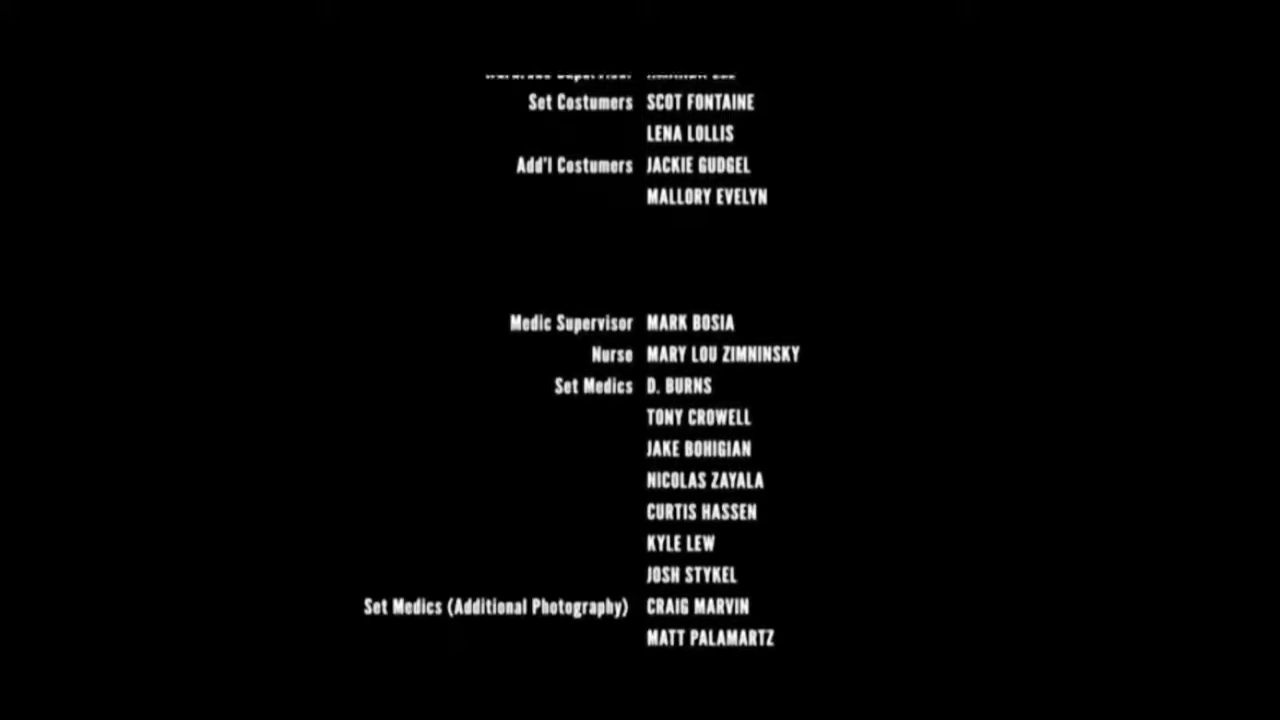 Set Costumers SCOT FONTAINE
LENA LOLLIS
Add'l Costumers JACKIE GUDGEL
MALLORY EVELYN
Medic Supervisor MARK BOSIA
Nurse MARY LOU ZIMNINSKY
Set Medics D. BURNS
TONY CROWELL
JAKE BOHIGIAN
NICOLAS ZAYALA
CURTIS HASSEN
KYLE LEW
JOSH STYKEL
Set Medics (Additional Photography) CRAIG MARVIN
MATT PALAMARTZ